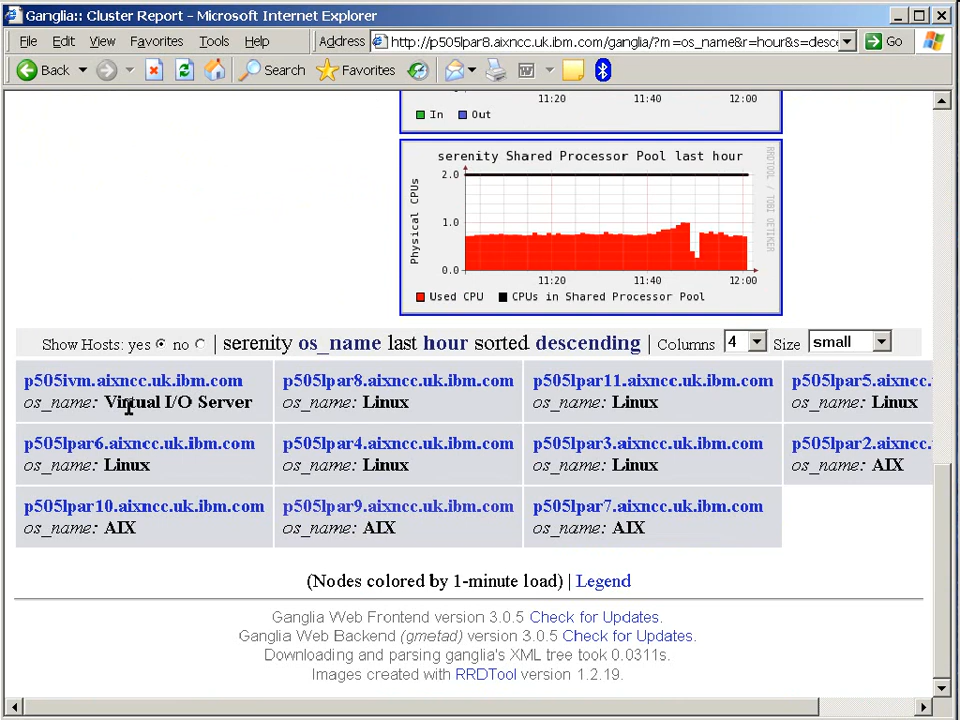 Ganglia:: Cluster Report - Microsoft Internet Explorer
File Edit View Favorites Tools Help Address http://p505lpar8.aixncc.uk.ibm.com/ganglia/?m=os_name&r=hour&s=desce Go
Back Search Favorites
11:20 11:40 12:00
In Out
serenity Shared Processor Pool last hour
RRDTOOL / TOBI OETIKER
Physical CPUs
2.0
1.0
0.0
11:20 11:40 12:00
Used CPU CPUs in Shared Processor Pool
Show Hosts: yes no | serenity os_name last hour sorted descending | Columns 4 Size small
p505ivm.aixncc.uk.ibm.com p505lpar8.aixncc.uk.ibm.com p505lpar11.aixncc.uk.ibm.com p505lpar5.aixncc.
os_name: Virtual I/O Server os_name: Linux os_name: Linux os_name: Linux
p505lpar6.aixncc.uk.ibm.com p505lpar4.aixncc.uk.ibm.com p505lpar3.aixncc.uk.ibm.com p505lpar2.aixncc.
os_name: Linux os_name: Linux os_name: Linux os_name: AIX
p505lpar10.aixncc.uk.ibm.com p505lpar9.aixncc.uk.ibm.com p505lpar7.aixncc.uk.ibm.com
os_name: AIX os_name: AIX os_name: AIX
(Nodes colored by 1-minute load) | Legend
Ganglia Web Frontend version 3.0.5 Check for Updates.
Ganglia Web Backend (gmetad) version 3.0.5 Check for Updates.
Downloading and parsing ganglia's XML tree took 0.0311s.
Images created with RRDTool version 1.2.19.